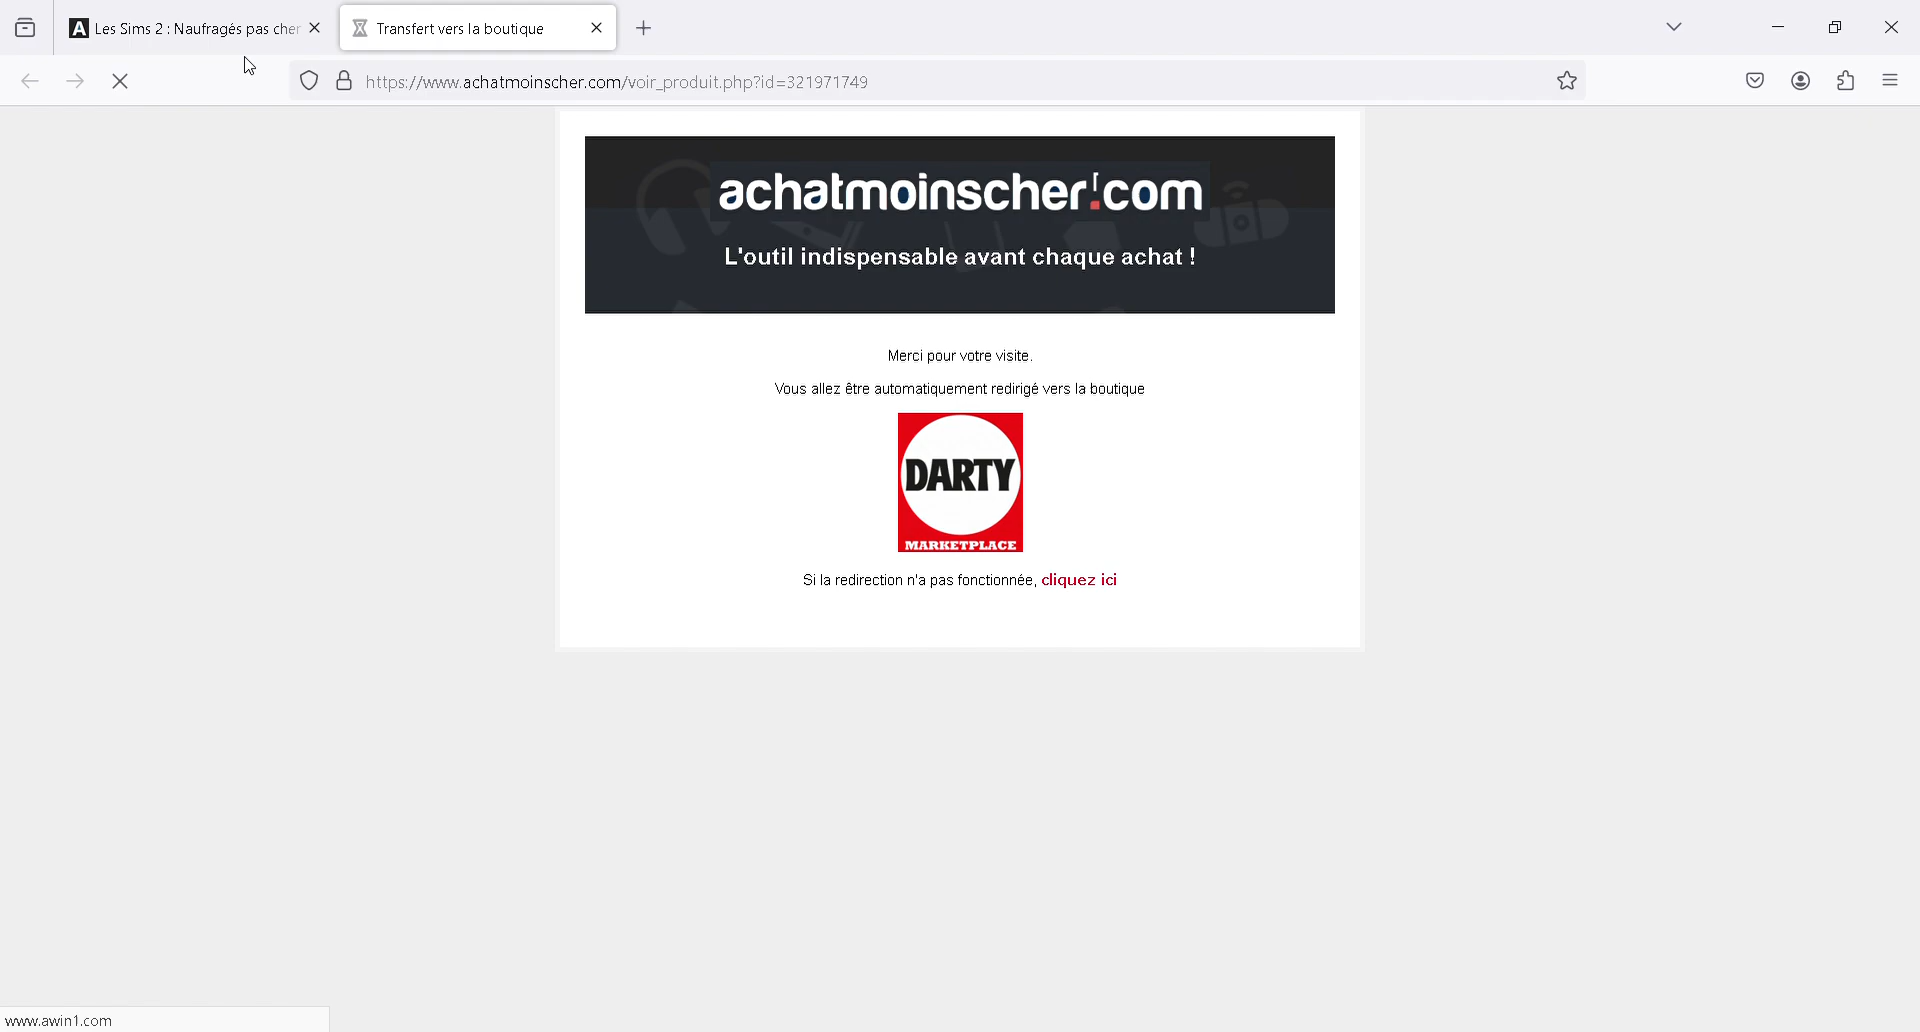 Les Sims 2 : Naufragés pas cher
Transfert vers la boutique
https://www.achatmoinscher.com/voir_produit.php?id=321971749
achatmoinscher.com
L'outil indispensable avant chaque achat !
Merci pour votre visite.
Vous allez être automatiquement redirigé vers la boutique
DARTY
MARKETPLACE
Si la redirection n'a pas fonctionnée, cliquez ici
www.awin1.com